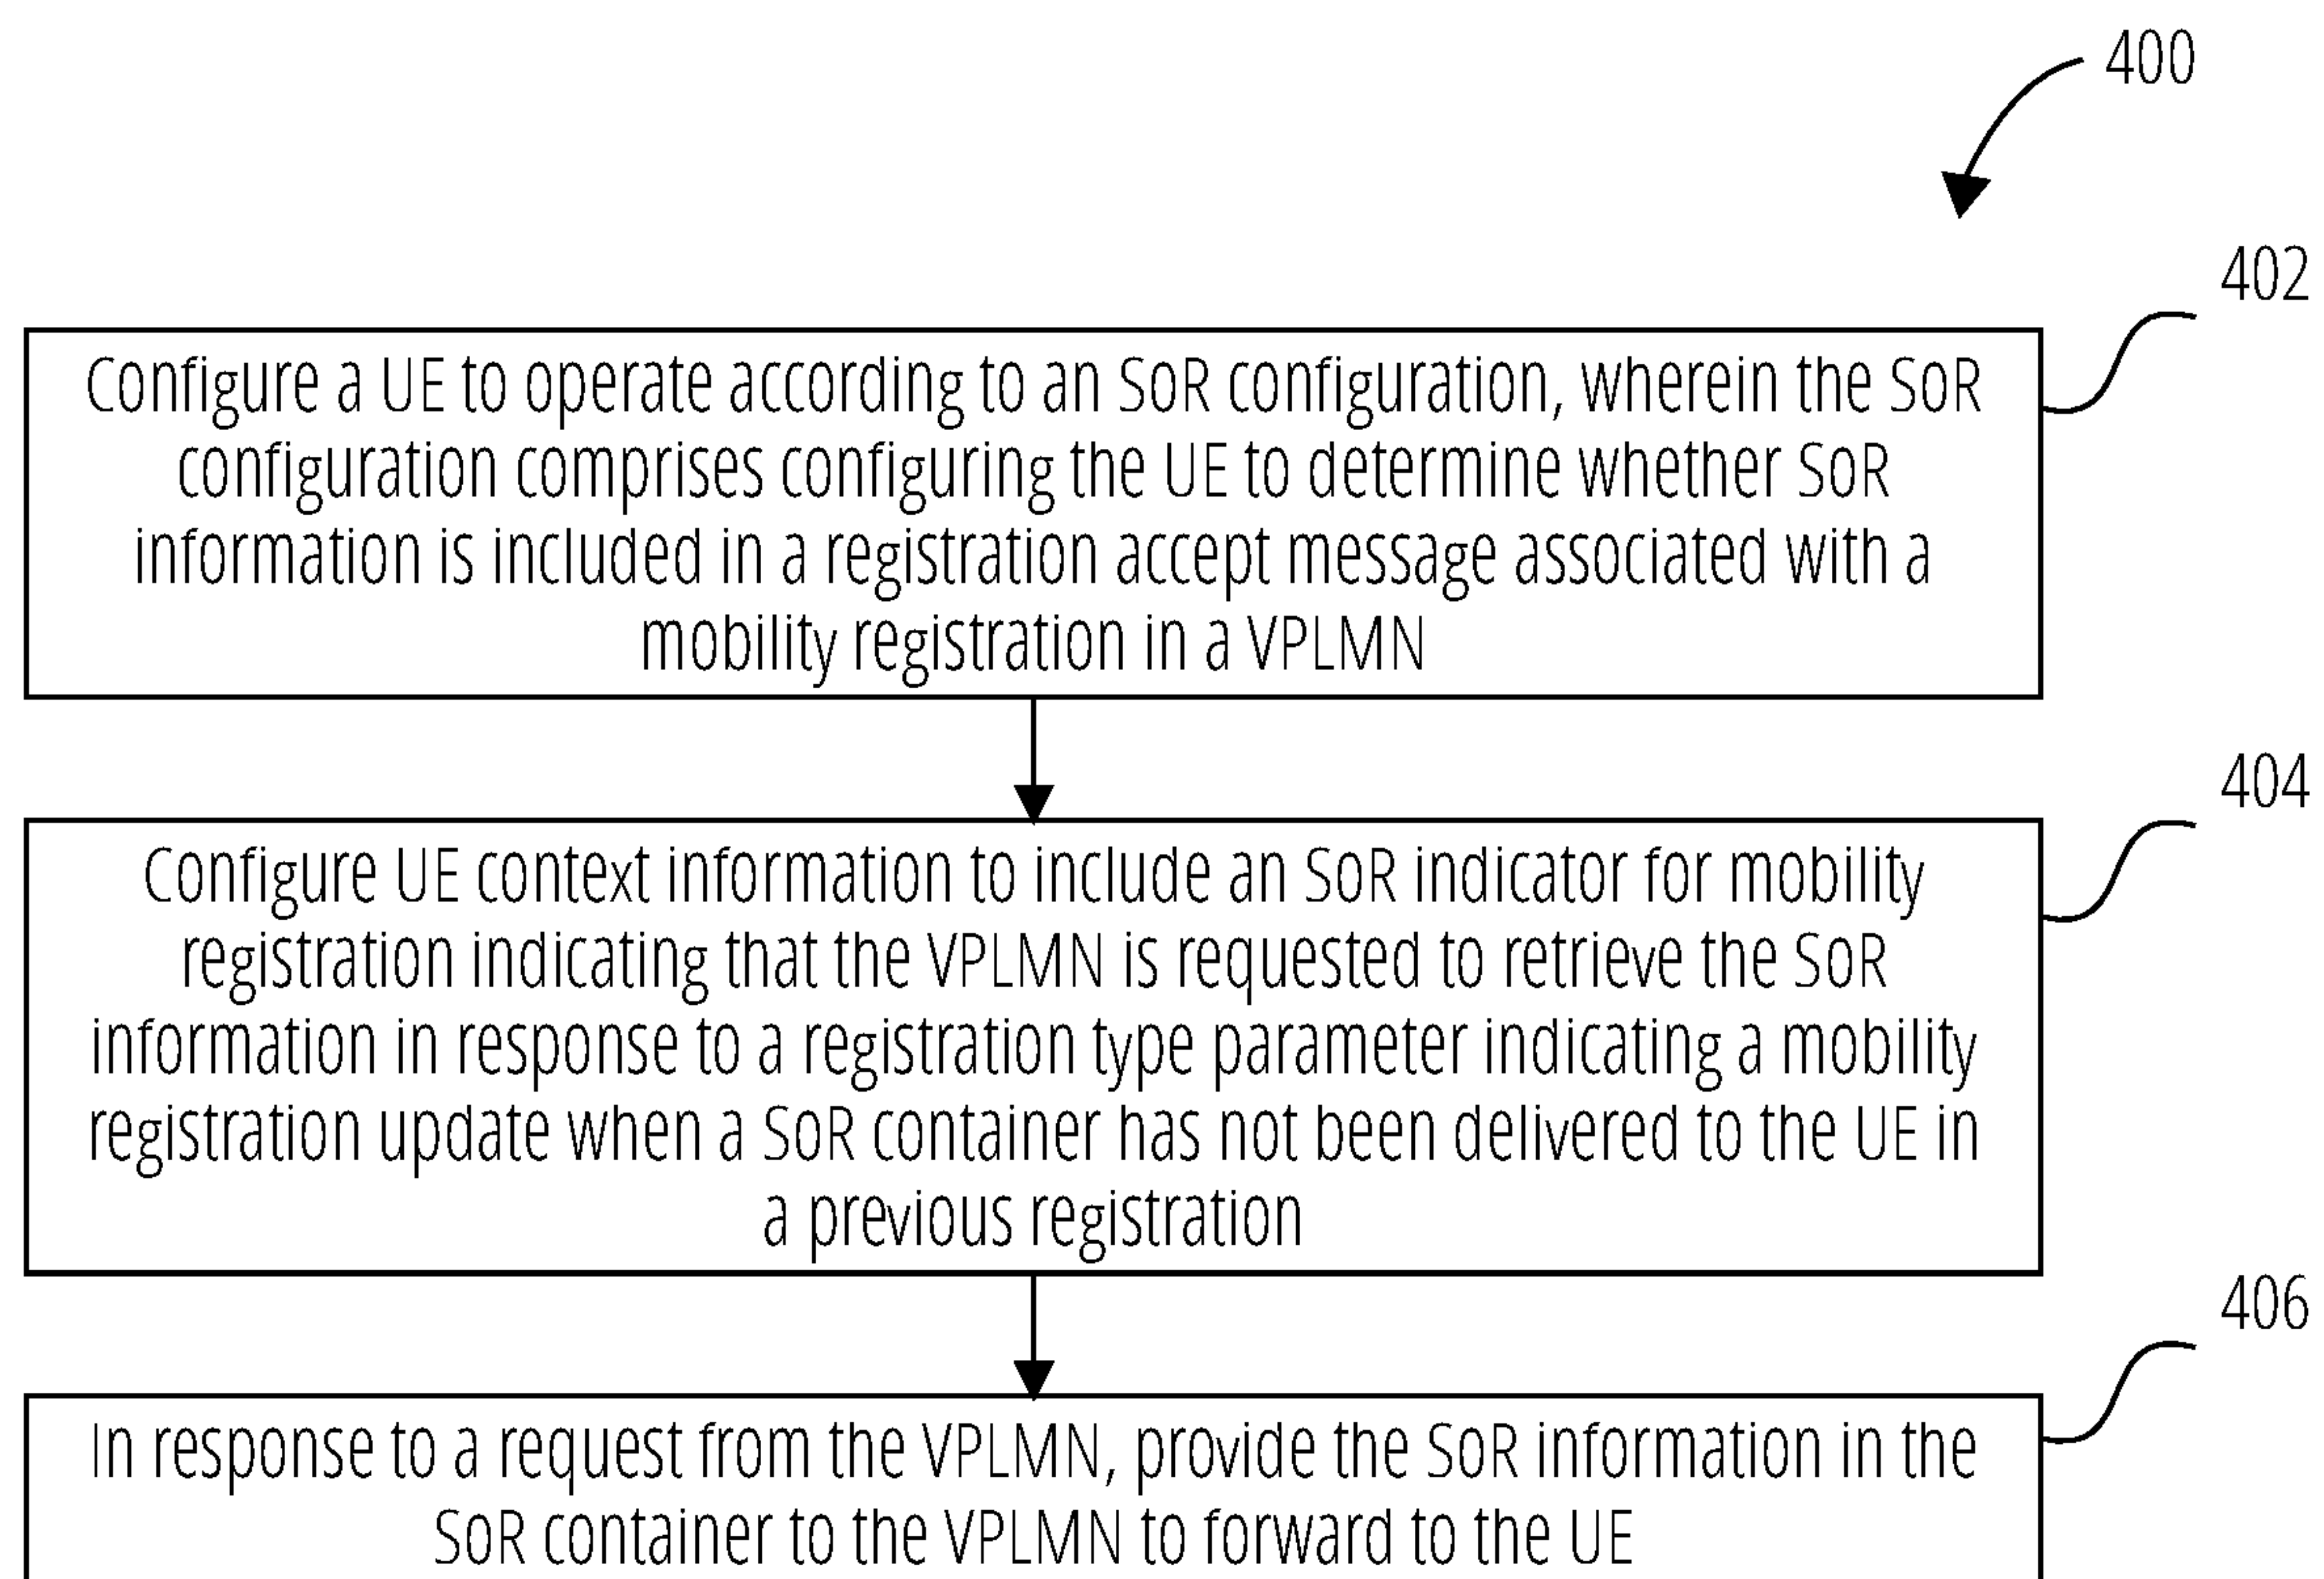 400
402
Configure a UE to operate according to an SoR configuration, wherein the SoR
configuration comprises configuring the UE to determine whether SoR
information is included in a registration accept message associated with a
mobility registration in a VPLMN
404
Configure UE context information to include an SoR indicator for mobility
registration indicating that the VPLMN is requested to retrieve the SoR
information in response to a registration type parameter indicating a mobility
registration update when a SoR container has not been delivered to the UE in
a previous registration
406
In response to a request from the VPLMN, provide the SoR information in the
SoR container to the VPLMN to forward to the UE